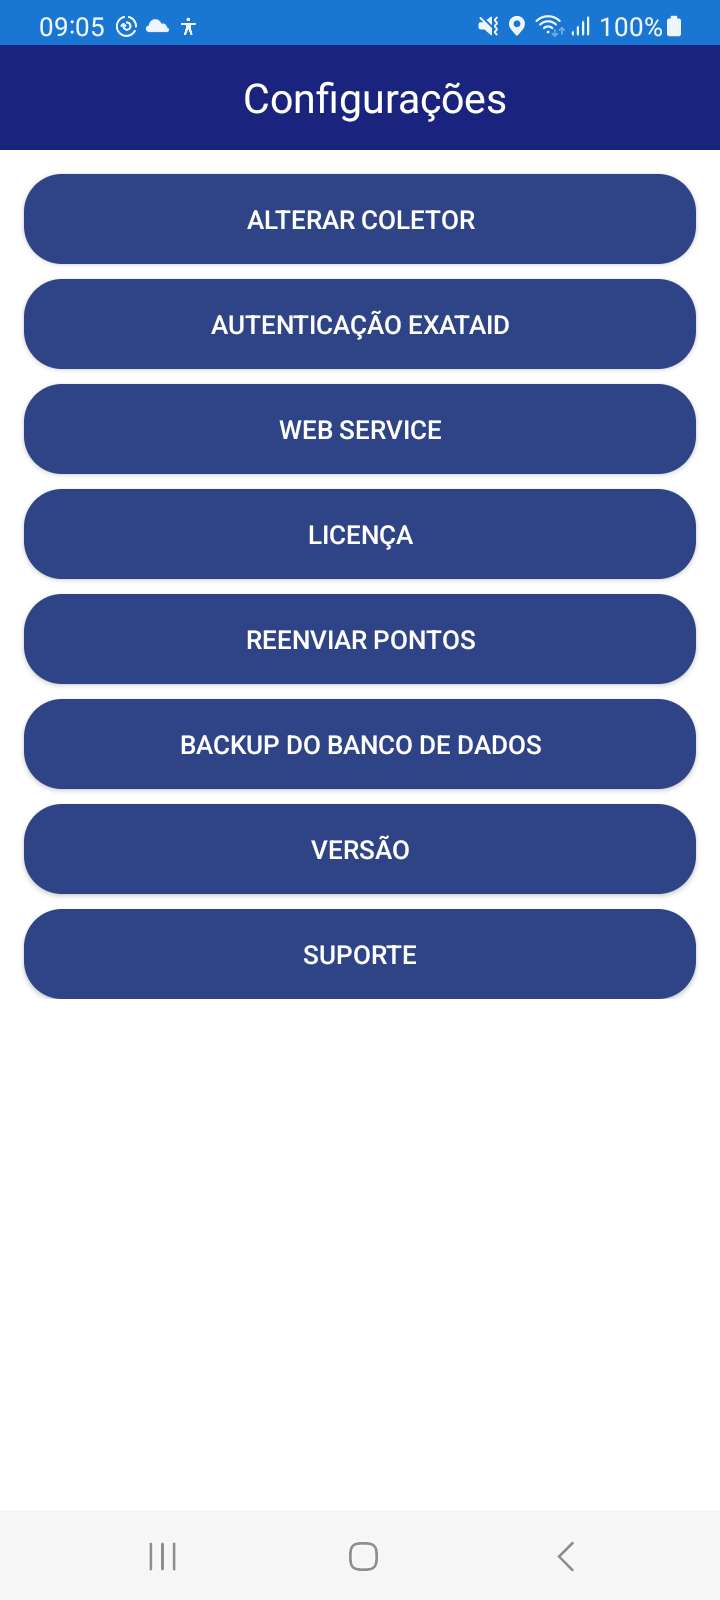 09:05 100%
Configurações
ALTERAR COLETOR
AUTENTICAÇÃO EXATAID
WEB SERVICE
LICENÇA
REENVIAR PONTOS
BACKUP DO BANCO DE DADOS
VERSÃO
SUPORTE